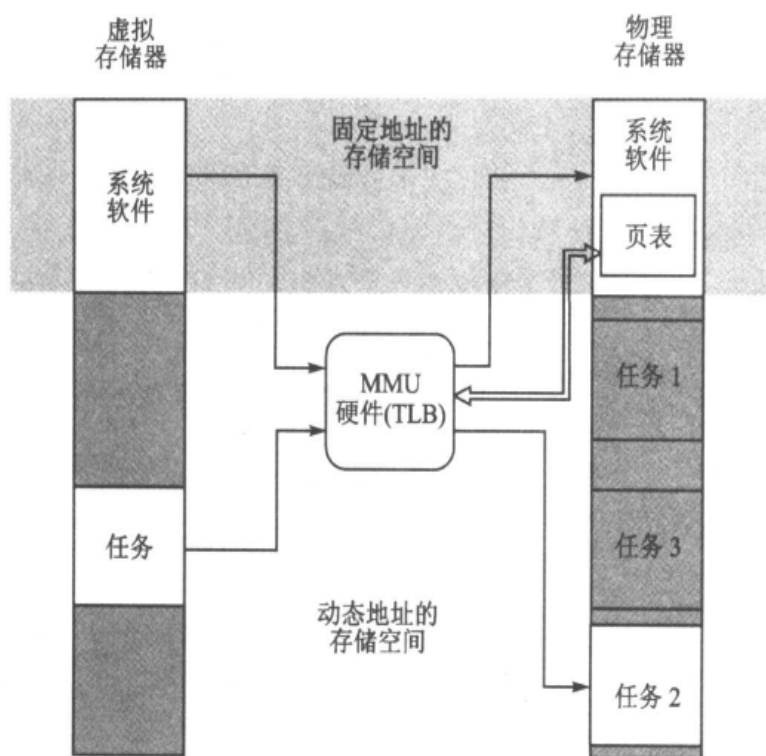 虚拟
存储器
物理
存储器
固定地址的
存储空间
系统
软件
系统
软件
页表
MMU
硬件(TLB)
任务 1
任务
任务 3
动态地址的
存储空间
任务 2